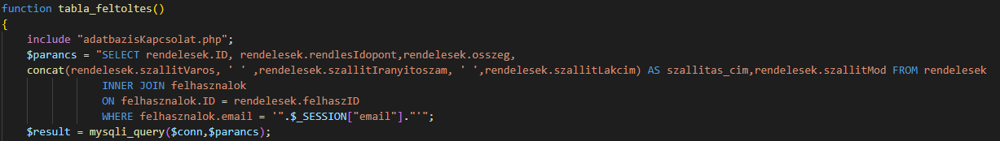 function tabla_feltoltes()
{
include "adatbazisKapcsolat.php";
$parancs = "SELECT rendelesek.ID, rendelesek.rendlesIdopont,rendelesek.osszeg,
concat(rendelesek.szallitVaros, ' ' ,rendelesek.szallitIranyitoszam, ' ',rendelesek.szallitLakcim) AS szallitas_cim,rendelesek.szallitMod FROM rendelesek
INNER JOIN felhasznalok
ON felhasznalok.ID = rendelesek.felhaszID
WHERE felhasznalok.email = '".$_SESSION["email"]."'";
$result = mysqli_query($conn,$parancs);